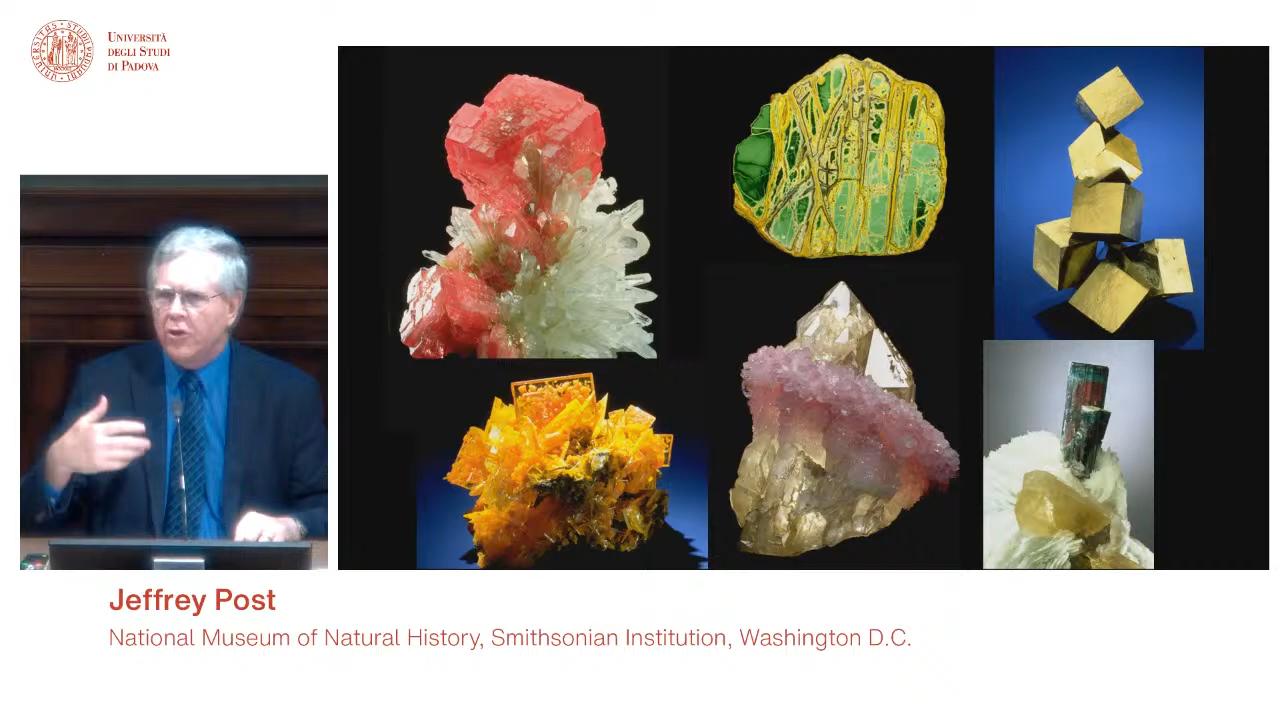 UNIVERSITÀ
DEGLI STUDI
DI PADOVA
Jeffrey Post
National Museum of Natural History, Smithsonian Institution, Washington D.C.